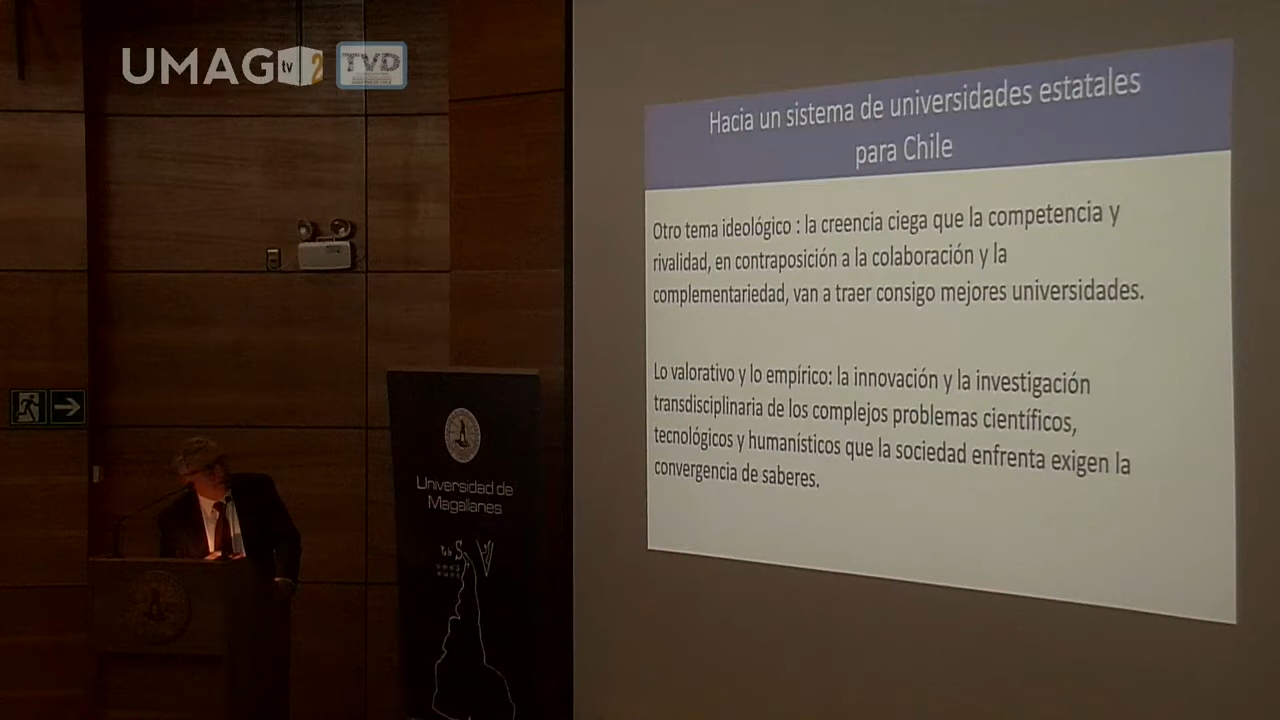 UMAG tv 2
TVD
Hacia un sistema de universidades estatales
para Chile
Otro tema ideológico : la creencia ciega que la competencia y
rivalidad, en contraposición a la colaboración y la
complementariedad, van a traer consigo mejores universidades.
Lo valorativo y lo empírico: la innovación y la investigación
transdisciplinaria de los complejos problemas científicos,
tecnológicos y humanísticos que la sociedad enfrenta exigen la
convergencia de saberes.
Universidad de
Magallanes